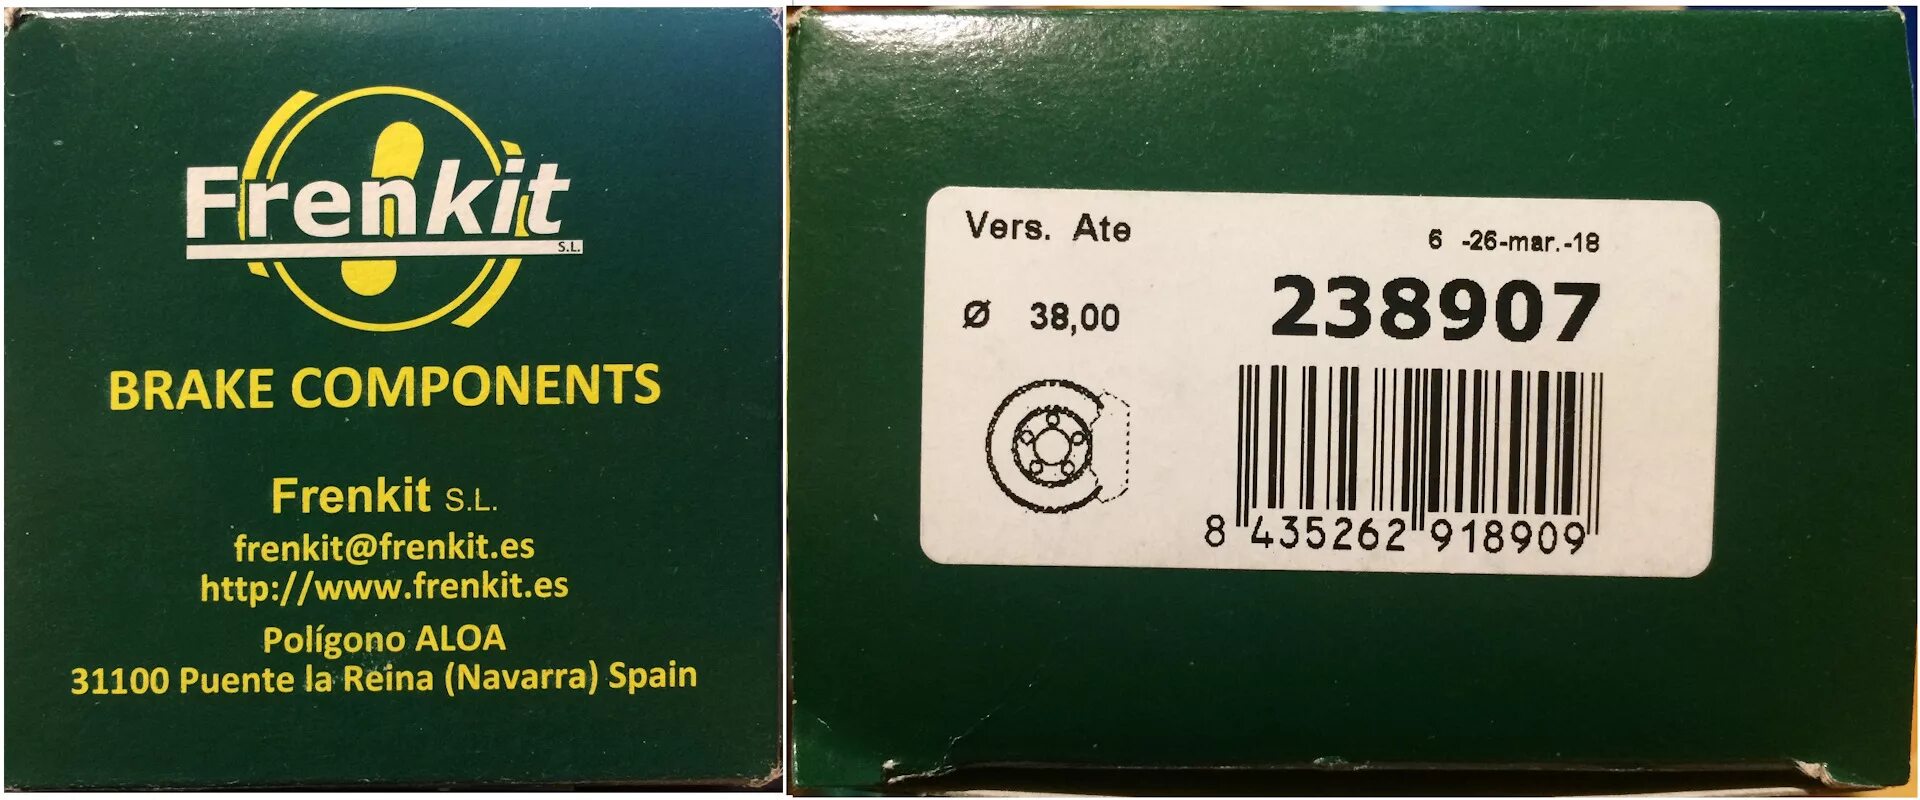 Frenkit
S.L.
BRAKE COMPONENTS
Frenkit S.L.
frenkit@frenkit.es
http://www.frenkit.es
Polígono ALOA
31100 Puente la Reina (Navarra) Spain
Vers. Ate
6 -26-mar.-18
Ø 38,00
238907
8 435262 918909